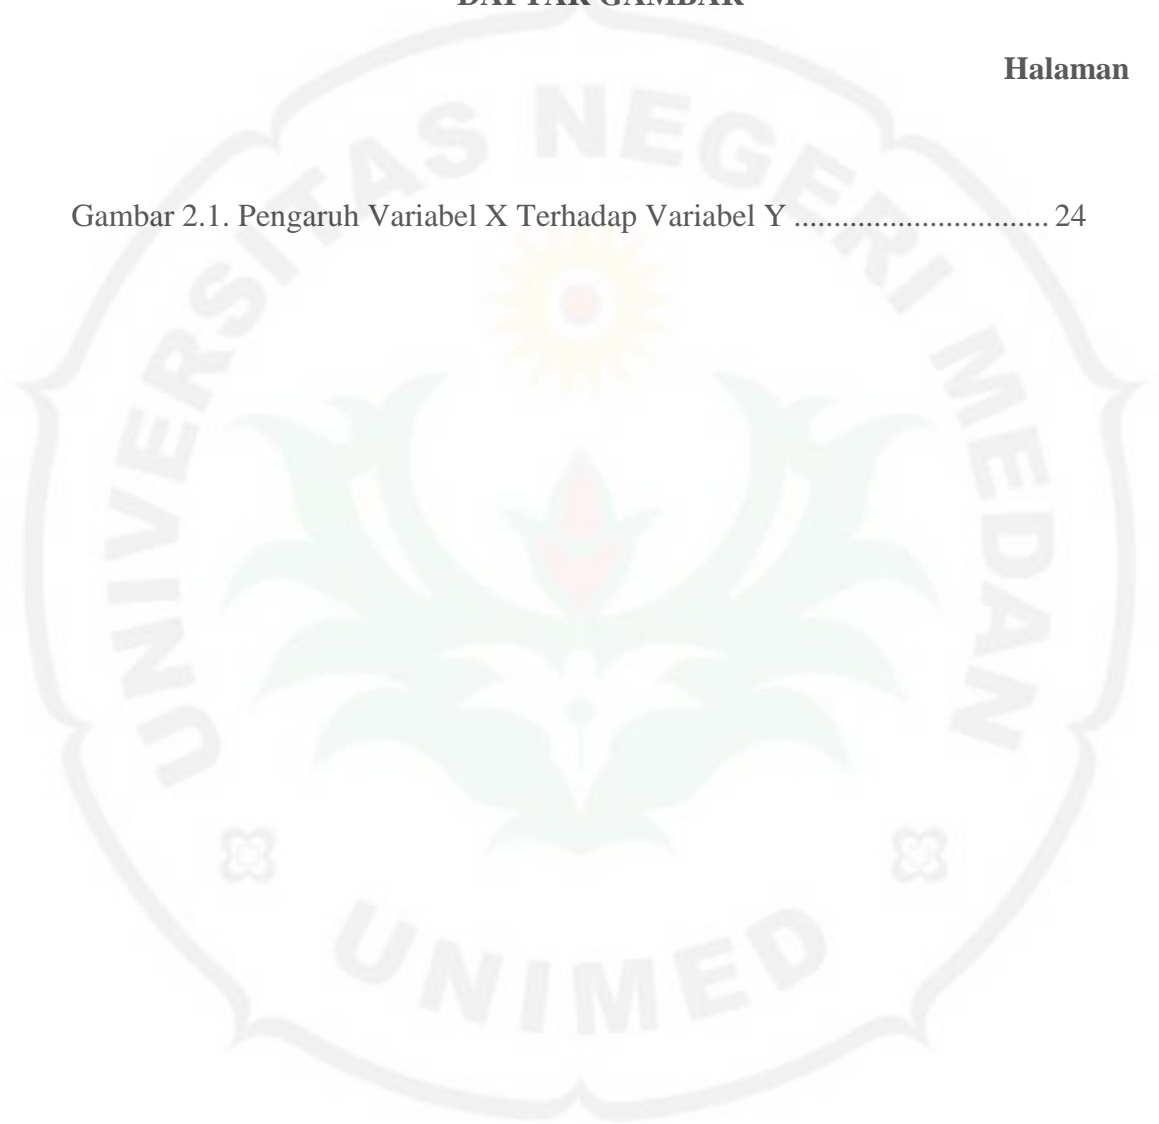 DAFTAR GAMBAR
Halaman
Gambar 2.1. Pengaruh Variabel X Terhadap Variabel Y ................................ 24
UNIVERSITAS NEGERI MEDAN
UNIMED